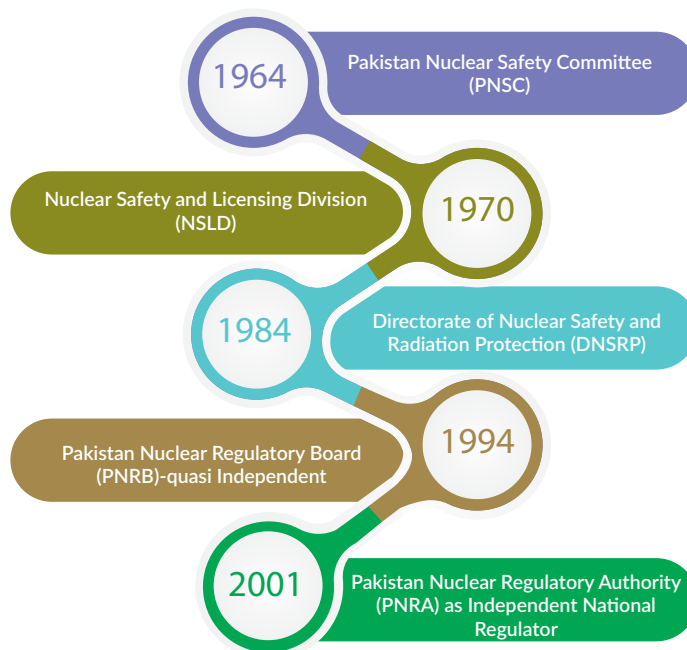 1964
Pakistan Nuclear Safety Committee
(PNSC)
Nuclear Safety and Licensing Division
(NSLD)
1970
1984
Directorate of Nuclear Safety and
Radiation Protection (DNSRP)
Pakistan Nuclear Regulatory Board
(PNRB)-quasi Independent
1994
2001
Pakistan Nuclear Regulatory Authority
(PNRA) as Independent National
Regulator